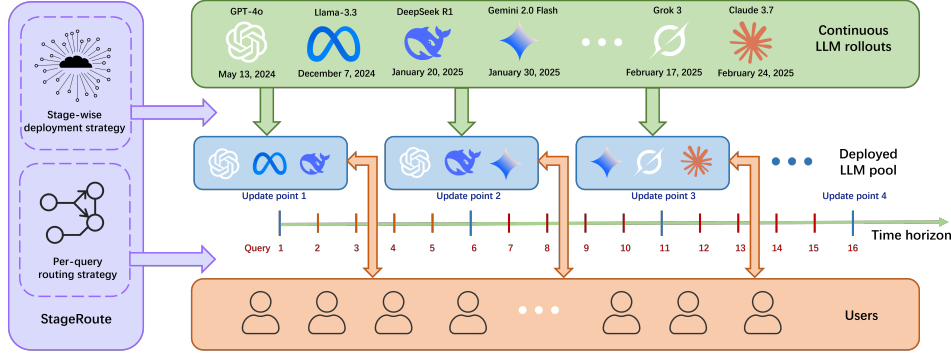 GPT-4o
Llama-3.3
DeepSeek R1
Gemini 2.0 Flash
Grok 3
Claude 3.7
May 13, 2024
December 7, 2024
January 20, 2025
January 30, 2025
February 17, 2025
February 24, 2025
Continuous
LLM rollouts
Stage-wise
deployment strategy
Per-query
routing strategy
StageRoute
Deployed
LLM pool
Update point 1
Update point 2
Update point 3
Update point 4
Time horizon
Query 1 2 3 4 5 6 7 8 9 10 11 12 13 14 15 16
Users